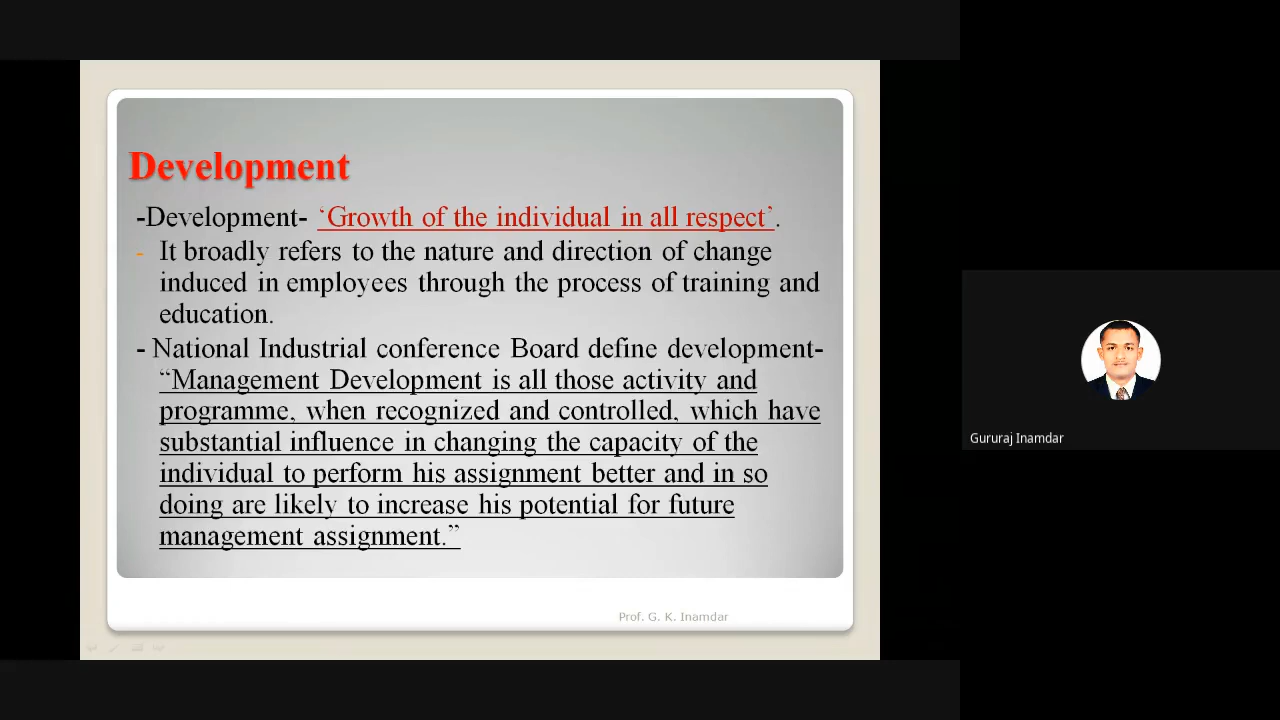 Development
-Development- ‘Growth of the individual in all respect’.
- It broadly refers to the nature and direction of change
induced in employees through the process of training and
education.
- National Industrial conference Board define development-
“Management Development is all those activity and
programme, when recognized and controlled, which have
substantial influence in changing the capacity of the
individual to perform his assignment better and in so
doing are likely to increase his potential for future
management assignment.”
Prof. G. K. Inamdar
Gururaj Inamdar